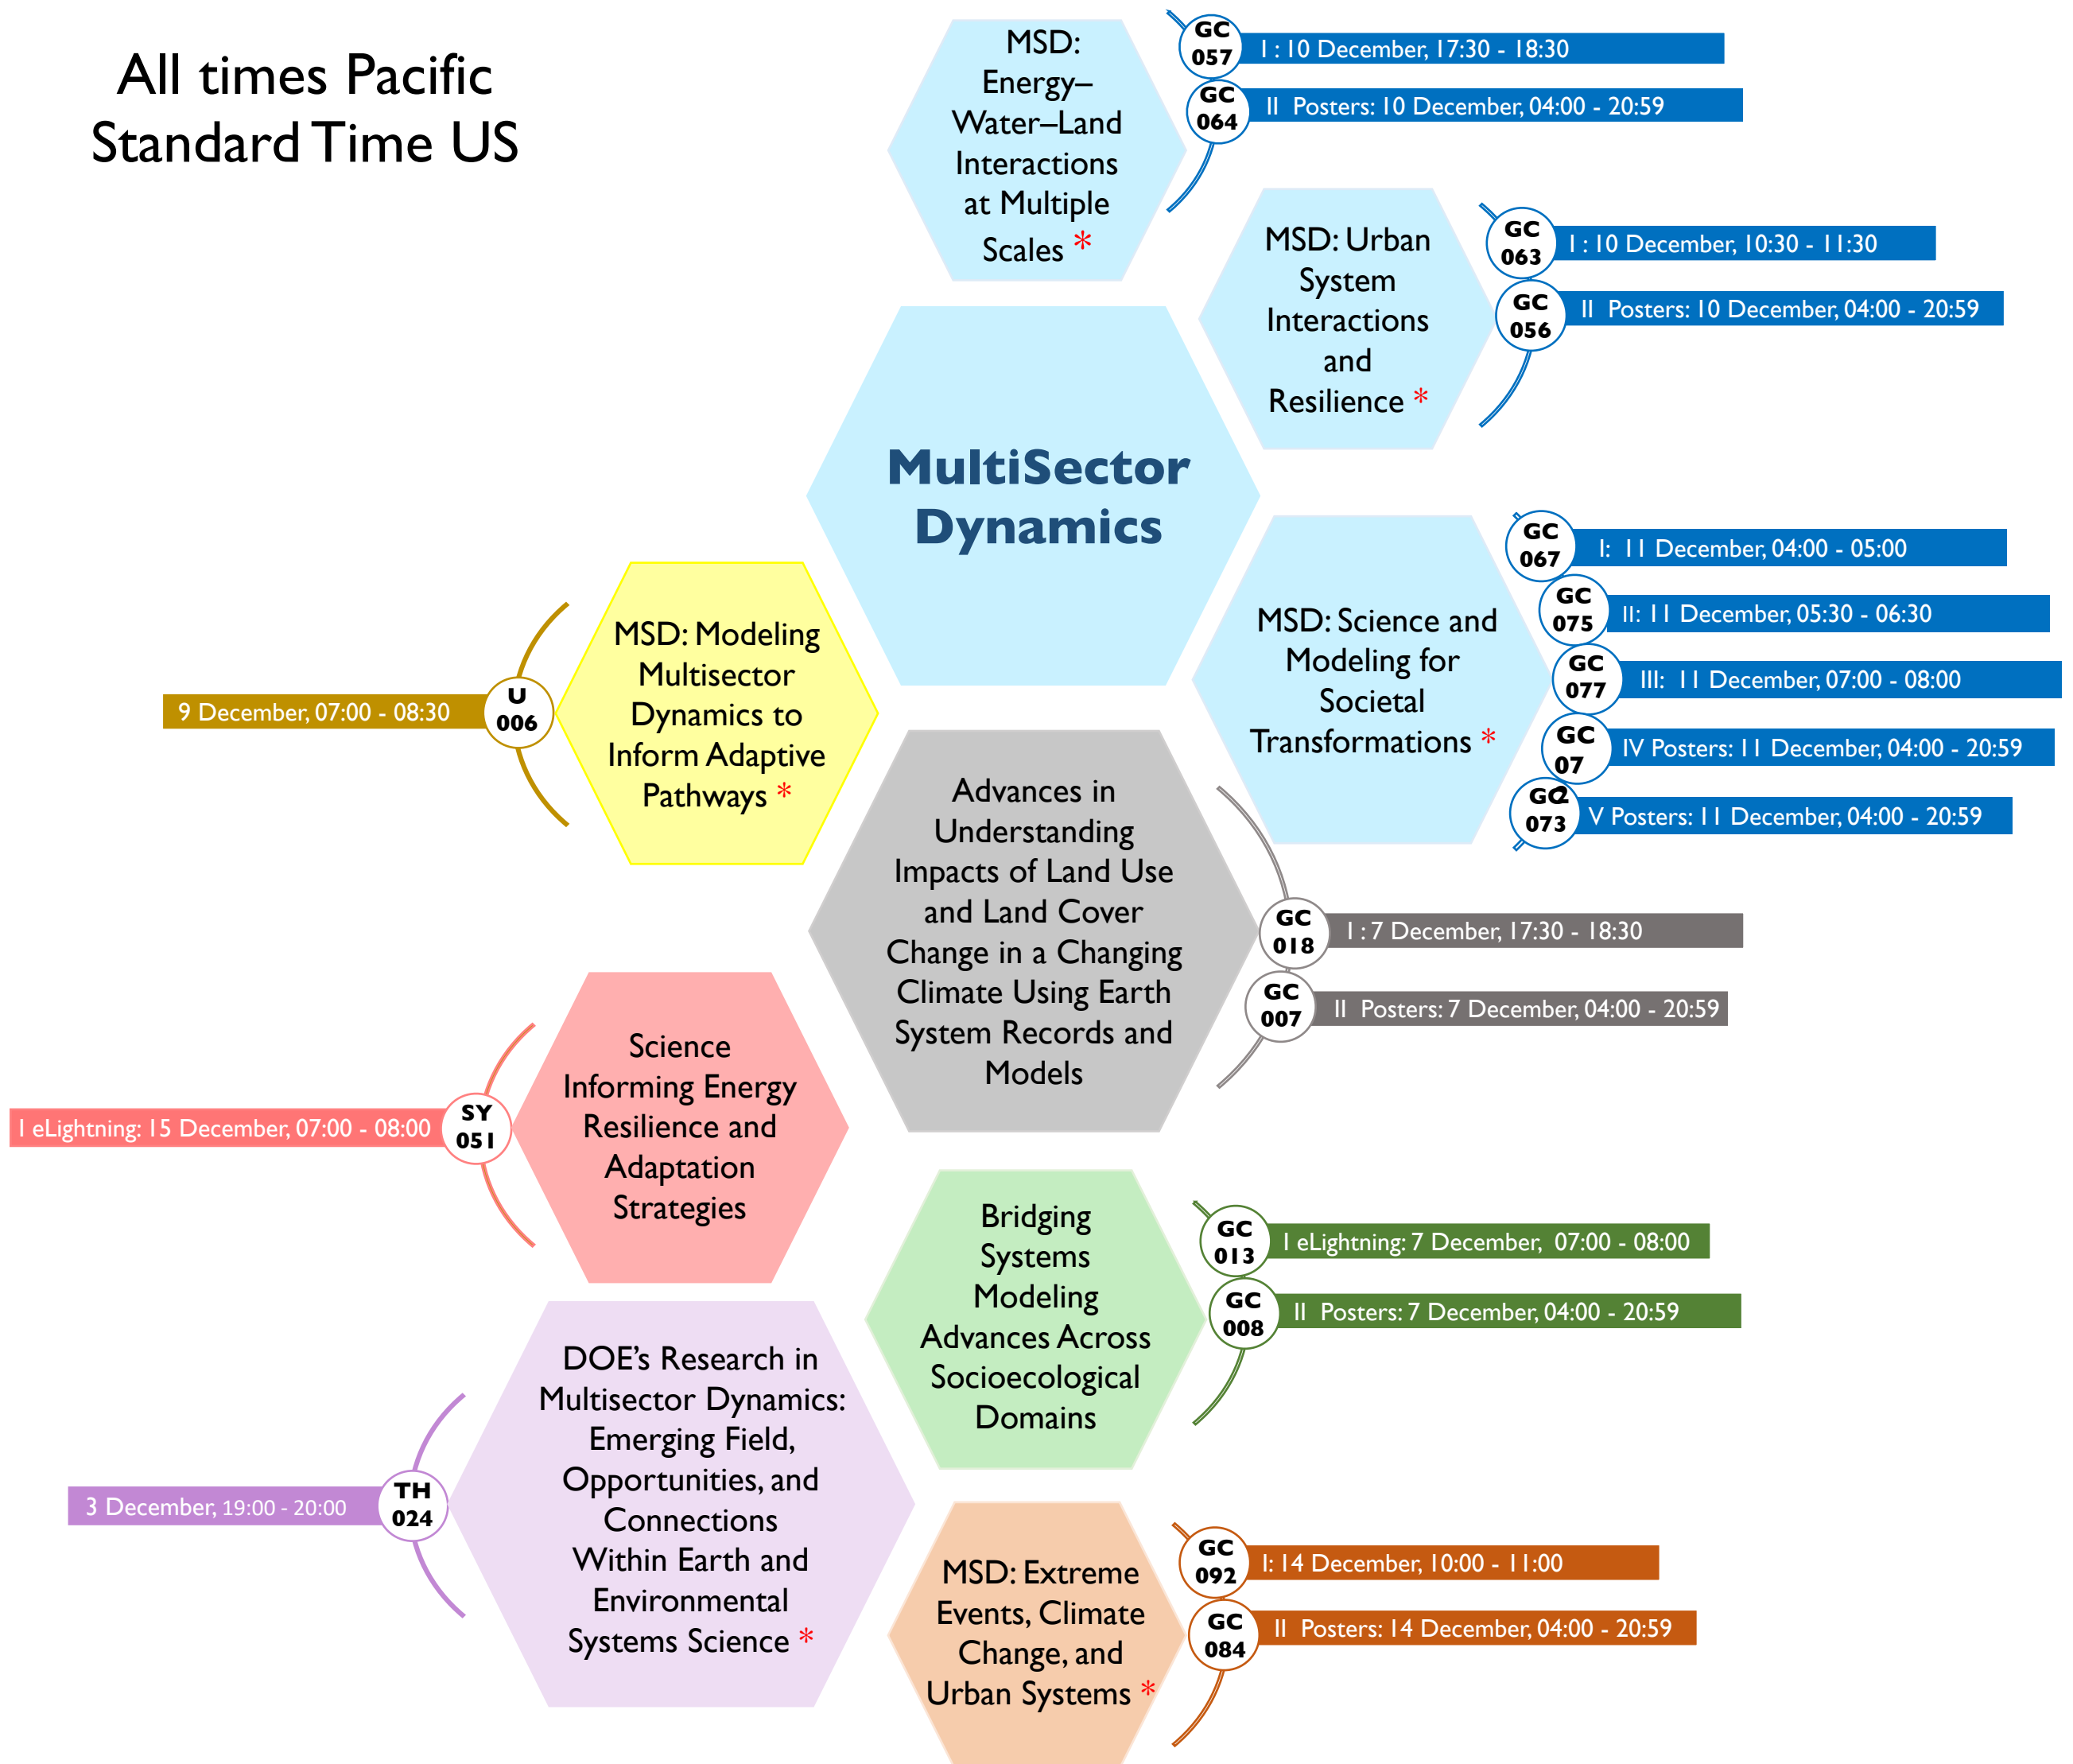 All times Pacific
Standard Time US
MSD:
Energy–
Water–Land
Interactions
at Multiple
Scales *
GC
057
I : 10 December, 17:30 - 18:30
GC
064
II  Posters: 10 December, 04:00 - 20:59
MSD: Urban
System
Interactions
and
Resilience *
GC
063
I : 10 December, 10:30 - 11:30
GC
056
II  Posters: 10 December, 04:00 - 20:59
MultiSector
Dynamics
MSD: Science and
Modeling for
Societal
Transformations *
GC
067
I:  11 December, 04:00 - 05:00
GC
075
II: 11 December, 05:30 - 06:30
GC
077
III:  11 December, 07:00 - 08:00
GC
07
2
IV Posters: 11 December, 04:00 - 20:59
GC
073
V Posters: 11 December, 04:00 - 20:59
MSD: Modeling
Multisector
Dynamics to
Inform Adaptive
Pathways *
U
006
9 December, 07:00 - 08:30
Advances in
Understanding
Impacts of Land Use
and Land Cover
Change in a Changing
Climate Using Earth
System Records and
Models
GC
018
I : 7 December, 17:30 - 18:30
GC
007
II  Posters: 7 December, 04:00 - 20:59
Science
Informing Energy
Resilience and
Adaptation
Strategies
SY
051
I eLightning: 15 December, 07:00 - 08:00
Bridging
Systems
Modeling
Advances Across
Socioecological
Domains
GC
013
I eLightning: 7 December,  07:00 - 08:00
GC
008
II  Posters: 7 December, 04:00 - 20:59
DOE’s Research in
Multisector Dynamics:
Emerging Field,
Opportunities, and
Connections
Within Earth and
Environmental
Systems Science *
TH
024
3 December, 19:00 - 20:00
MSD: Extreme
Events, Climate
Change, and
Urban Systems *
GC
092
I: 14 December, 10:00 - 11:00
GC
084
II  Posters: 14 December, 04:00 - 20:59